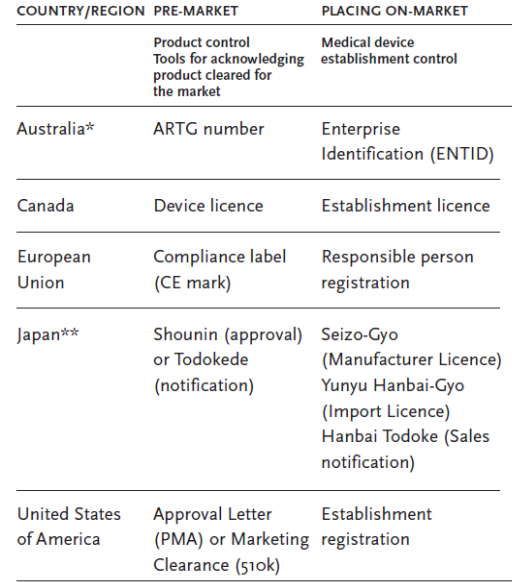 COUNTRY/REGION PRE-MARKET PLACING ON-MARKET
Product control Medical device
Tools for acknowledging establishment control
product cleared for
the market
Australia* ARTG number Enterprise
Identification (ENTID)
Canada Device licence Establishment licence
European Compliance label Responsible person
Union (CE mark) registration
Japan** Shounin (approval) Seizo-Gyo
or Todokede (Manufacturer Licence)
(notification) Yunyu Hanbai-Gyo
(Import Licence)
Hanbai Todoke (Sales
notification)
United States Approval Letter Establishment
of America (PMA) or Marketing registration
Clearance (510k)